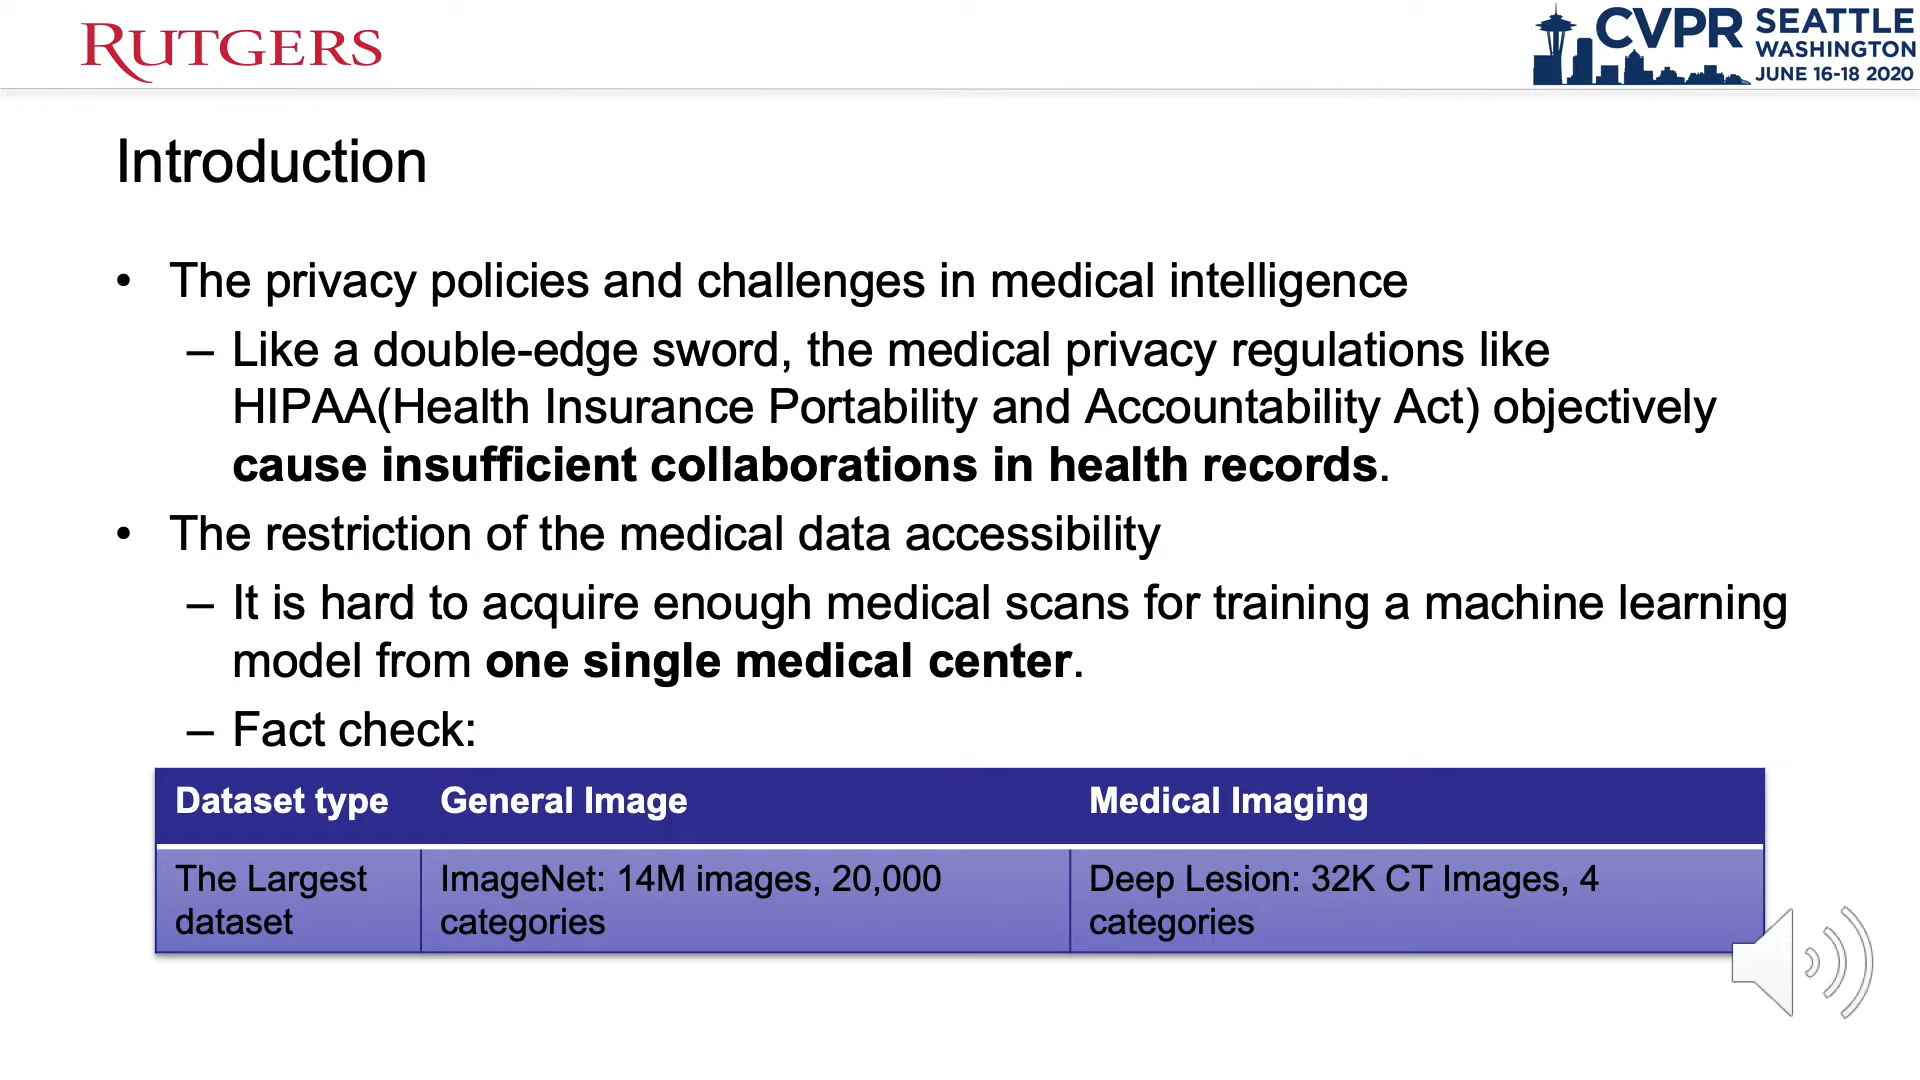 RUTGERS
CVPR SEATTLE
WASHINGTON
JUNE 16-18 2020
Introduction
• The privacy policies and challenges in medical intelligence
– Like a double-edge sword, the medical privacy regulations like
HIPAA(Health Insurance Portability and Accountability Act) objectively
cause insufficient collaborations in health records.
• The restriction of the medical data accessibility
– It is hard to acquire enough medical scans for training a machine learning
model from one single medical center.
– Fact check:
Dataset type General Image Medical Imaging
The Largest ImageNet: 14M images, 20,000 Deep Lesion: 32K CT Images, 4
dataset categories categories